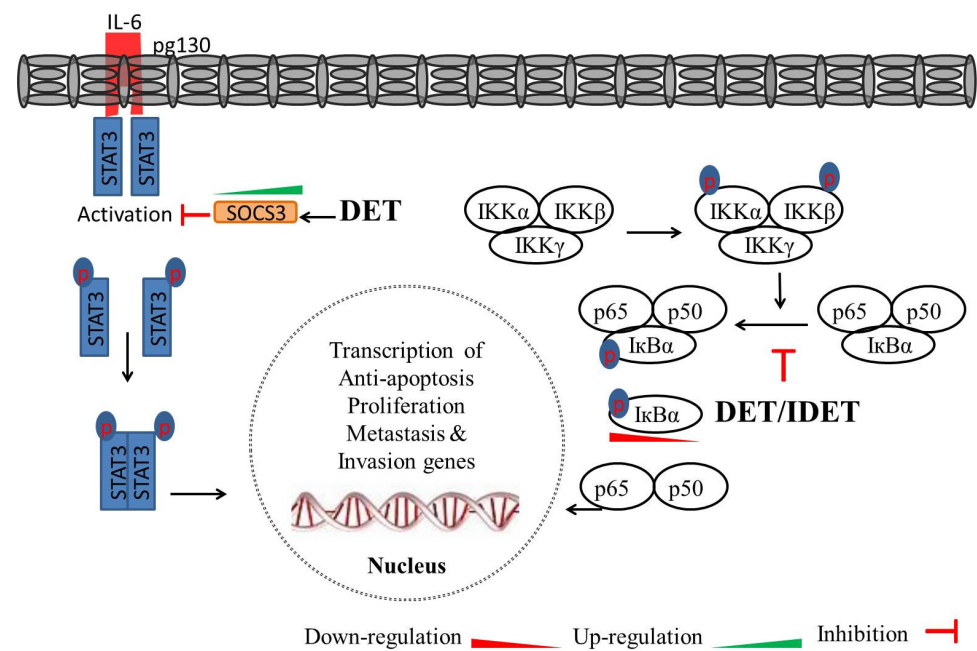 IL-6
pg130
STAT3
STAT3
Activation
SOCS3
DET
p
STAT3
p
STAT3
p
p
STAT3
STAT3
IKKα
IKKβ
IKKγ
p
p
IKKα
IKKβ
IKKγ
p65
p50
p
IκBα
p65
p50
IκBα
p
IκBα
DET/IDET
p65
p50
Transcription of
Anti-apoptosis
Proliferation
Metastasis &
Invasion genes
Nucleus
Down-regulation
Up-regulation
Inhibition